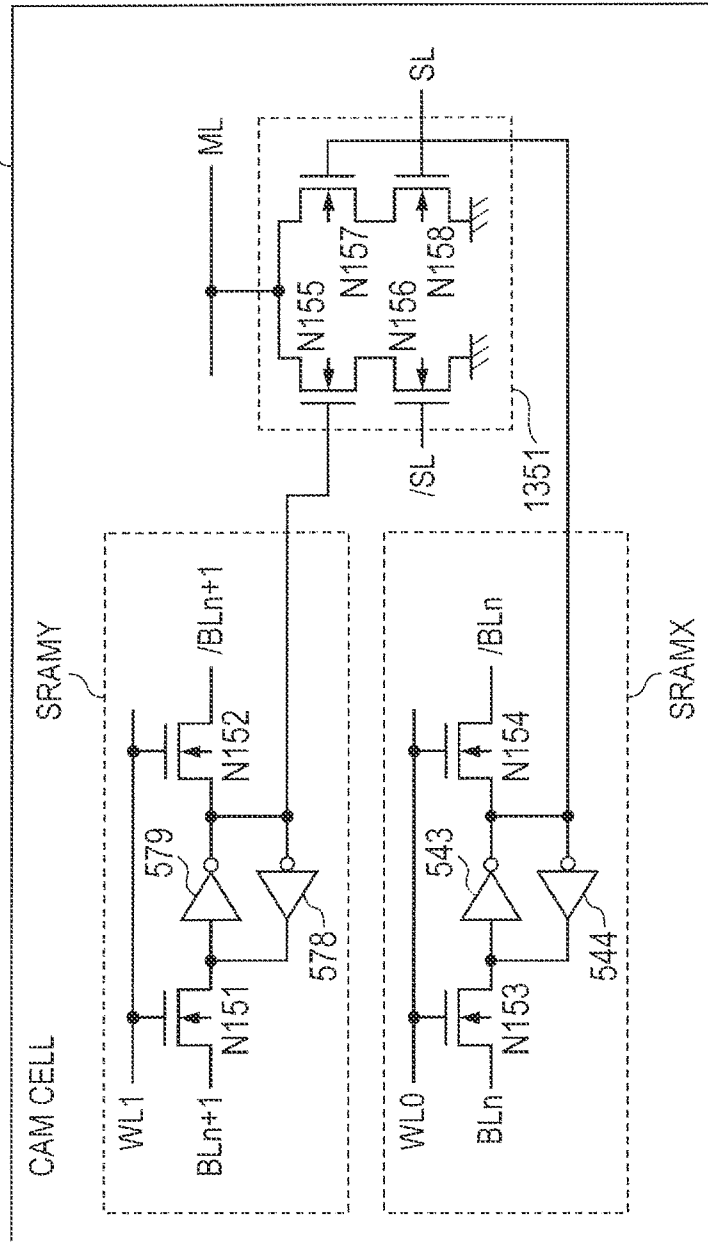 CAM CELL
SRAMY
WL1
BLn+1
/BLn+1
N151
N152
579
578
ML
N155
N157
N156
N158
/SL
SL
1351
WL0
BLn
/BLn
N153
N154
543
544
SRAMX